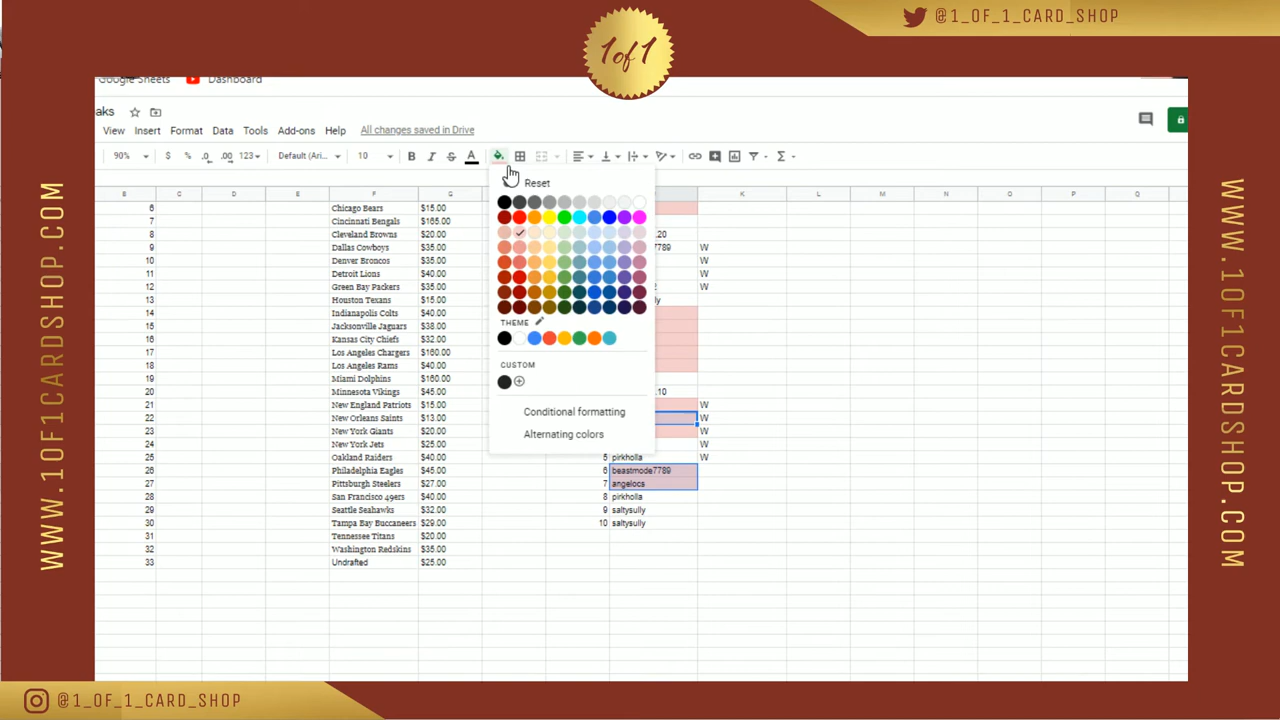 @1_OF_1_CARD_SHOP
1of1
WWW.1OF1CARDSHOP.COM
WWW.1OF1CARDSHOP.COM
Google Sheets Dashboard
aks
View Insert Format Data Tools Add-ons Help All changes saved in Drive
90% $ % .0 .00 123 Default (Ari... 10 B I S A
Reset
B C D E F G K L M N O P Q
6 Chicago Bears $15.00
7 Cincinnati Bengals $165.00
8 Cleveland Browns $20.00 .20
9 Dallas Cowboys $35.00 7789 W
10 Denver Broncos $35.00 W
11 Detroit Lions $40.00 W
12 Green Bay Packers $35.00 W
13 Houston Texans $15.00
14 Indianapolis Colts $40.00
15 Jacksonville Jaguars $38.00
16 Kansas City Chiefs $32.00
17 Los Angeles Chargers $160.00
18 Los Angeles Rams $40.00
19 Miami Dolphins $160.00
20 Minnesota Vikings $45.00 .10
21 New England Patriots $15.00 W
22 New Orleans Saints $13.00 W
23 New York Giants $20.00 W
24 New York Jets $25.00 W
25 Oakland Raiders $40.00 5 pirkholla W
26 Philadelphia Eagles $45.00 6 beastmode7789
27 Pittsburgh Steelers $27.00 7 angelocs
28 San Francisco 49ers $40.00 8 pirkholla
29 Seattle Seahawks $32.00 9 saltysully
30 Tampa Bay Buccaneers $29.00 10 saltysully
31 Tennessee Titans $20.00
32 Washington Redskins $35.00
33 Undrafted $25.00
THEME
CUSTOM
Conditional formatting
Alternating colors
@1_OF_1_CARD_SHOP